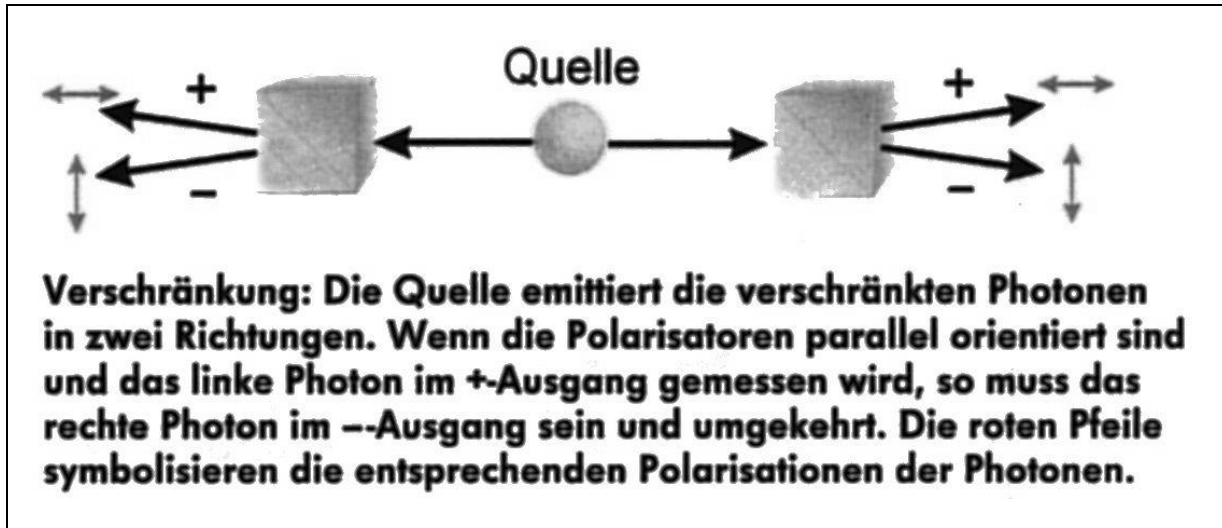 Quelle
+
+
−
−
Verschränkung: Die Quelle emittiert die verschränkten Photonen
in zwei Richtungen. Wenn die Polarisatoren parallel orientiert sind
und das linke Photon im +-Ausgang gemessen wird, so muss das
rechte Photon im −-Ausgang sein und umgekehrt. Die roten Pfeile
symbolisieren die entsprechenden Polarisationen der Photonen.